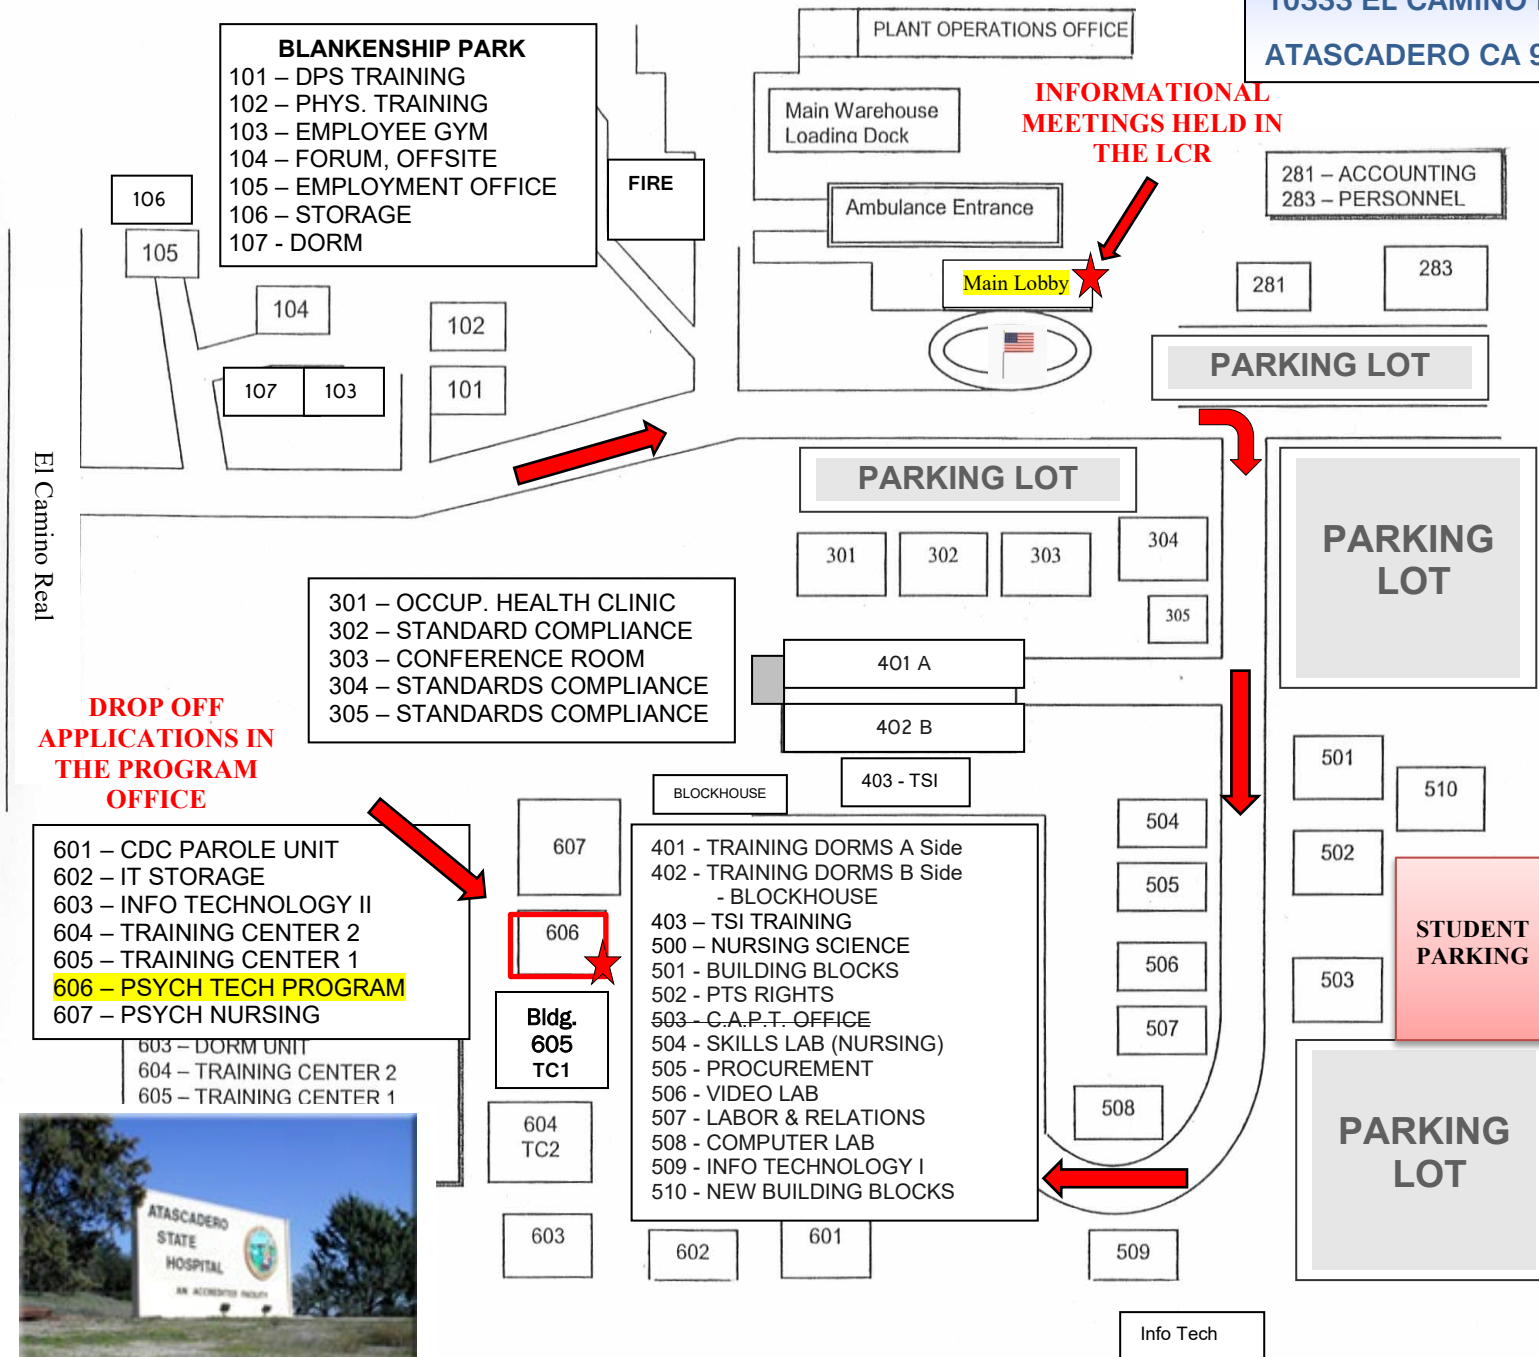 10333 EL CAMINO
ATASCADERO CA 9
PLANT OPERATIONS OFFICE
BLANKENSHIP PARK
101 – DPS TRAINING
102 – PHYS. TRAINING
103 – EMPLOYEE GYM
104 – FORUM, OFFSITE
105 – EMPLOYMENT OFFICE
106 – STORAGE
107 - DORM
Main Warehouse
Loading Dock
INFORMATIONAL
MEETINGS HELD IN
THE LCR
281 – ACCOUNTING
283 – PERSONNEL
FIRE
Ambulance Entrance
106
105
Main Lobby
281
283
104
102
107
103
101
PARKING LOT
El Camino Real
PARKING LOT
PARKING
LOT
301
302
303
304
305
301 – OCCUP. HEALTH CLINIC
302 – STANDARD COMPLIANCE
303 – CONFERENCE ROOM
304 – STANDARDS COMPLIANCE
305 – STANDARDS COMPLIANCE
401 A
402 B
403 - TSI
BLOCKHOUSE
DROP OFF
APPLICATIONS IN
THE PROGRAM
OFFICE
501
510
502
503
504
505
506
507
508
STUDENT
PARKING
601 – CDC PAROLE UNIT
602 – IT STORAGE
603 – INFO TECHNOLOGY II
604 – TRAINING CENTER 2
605 – TRAINING CENTER 1
606 – PSYCH TECH PROGRAM
607 – PSYCH NURSING
603 – DORM UNIT
604 – TRAINING CENTER 2
605 – TRAINING CENTER 1
607
606
Bldg.
605
TC1
604
TC2
603
401 - TRAINING DORMS A Side
402 - TRAINING DORMS B Side
- BLOCKHOUSE
403 – TSI TRAINING
500 – NURSING SCIENCE
501 - BUILDING BLOCKS
502 - PTS RIGHTS
503 - C.A.P.T. OFFICE
504 - SKILLS LAB (NURSING)
505 - PROCUREMENT
506 - VIDEO LAB
507 - LABOR & RELATIONS
508 - COMPUTER LAB
509 - INFO TECHNOLOGY I
510 - NEW BUILDING BLOCKS
PARKING
LOT
602
601
509
Info Tech
ATASCADERO
STATE
HOSPITAL
AN ACCREDITED FACILITY